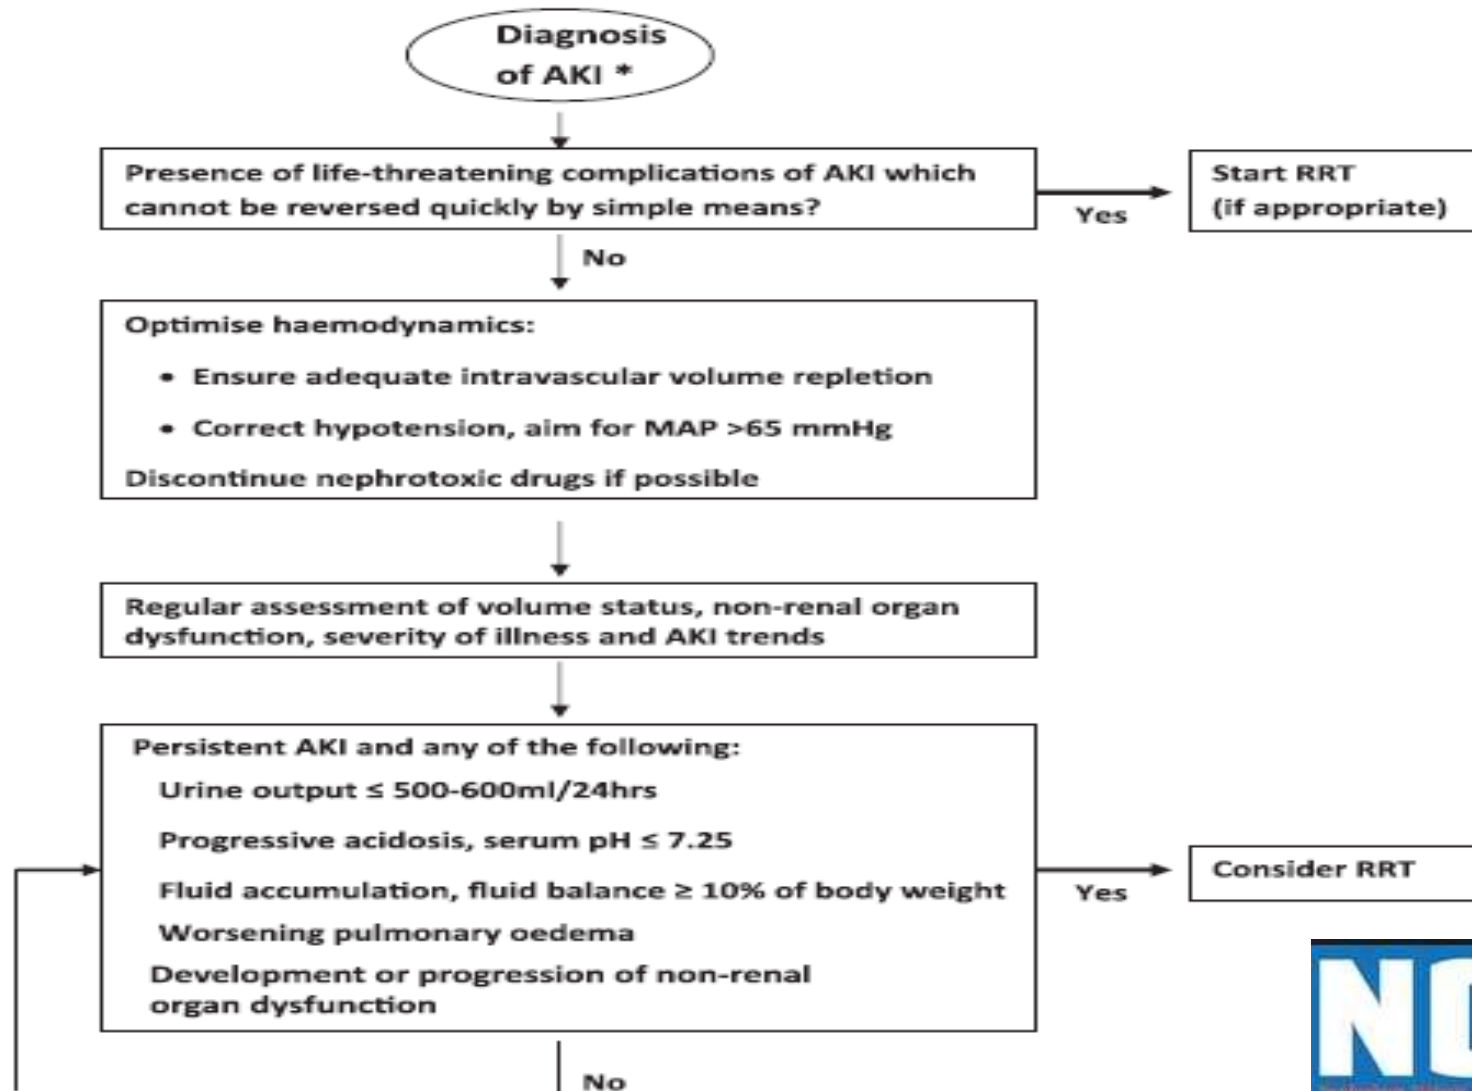 Diagnosis
of AKI *
Presence of life-threatening complications of AKI which
cannot be reversed quickly by simple means?
Yes
Start RRT
(if appropriate)
No
Optimise haemodynamics:
• Ensure adequate intravascular volume repletion
• Correct hypotension, aim for MAP >65 mmHg
Discontinue nephrotoxic drugs if possible
Regular assessment of volume status, non-renal organ
dysfunction, severity of illness and AKI trends
Persistent AKI and any of the following:
Urine output ≤ 500-600ml/24hrs
Progressive acidosis, serum pH ≤ 7.25
Fluid accumulation, fluid balance ≥ 10% of body weight
Worsening pulmonary oedema
Development or progression of non-renal
organ dysfunction
Yes
Consider RRT
No